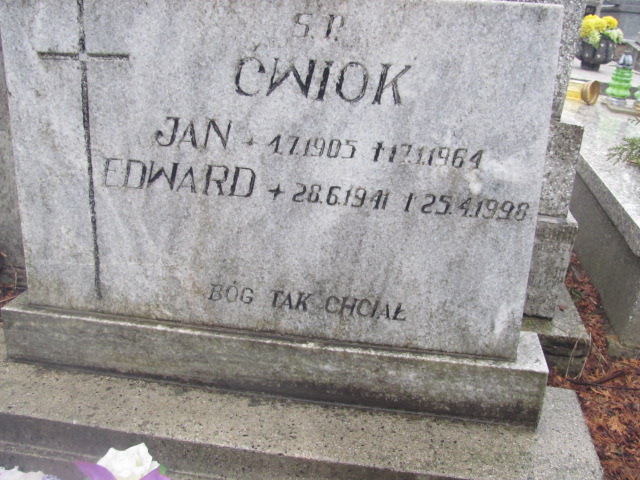 Ś.P.
ĆWIOK
JAN * 4.7.1905 † 17.1.1964
EDWARD * 28.6.1941 † 25.4.1998
BÓG TAK CHCIAŁ